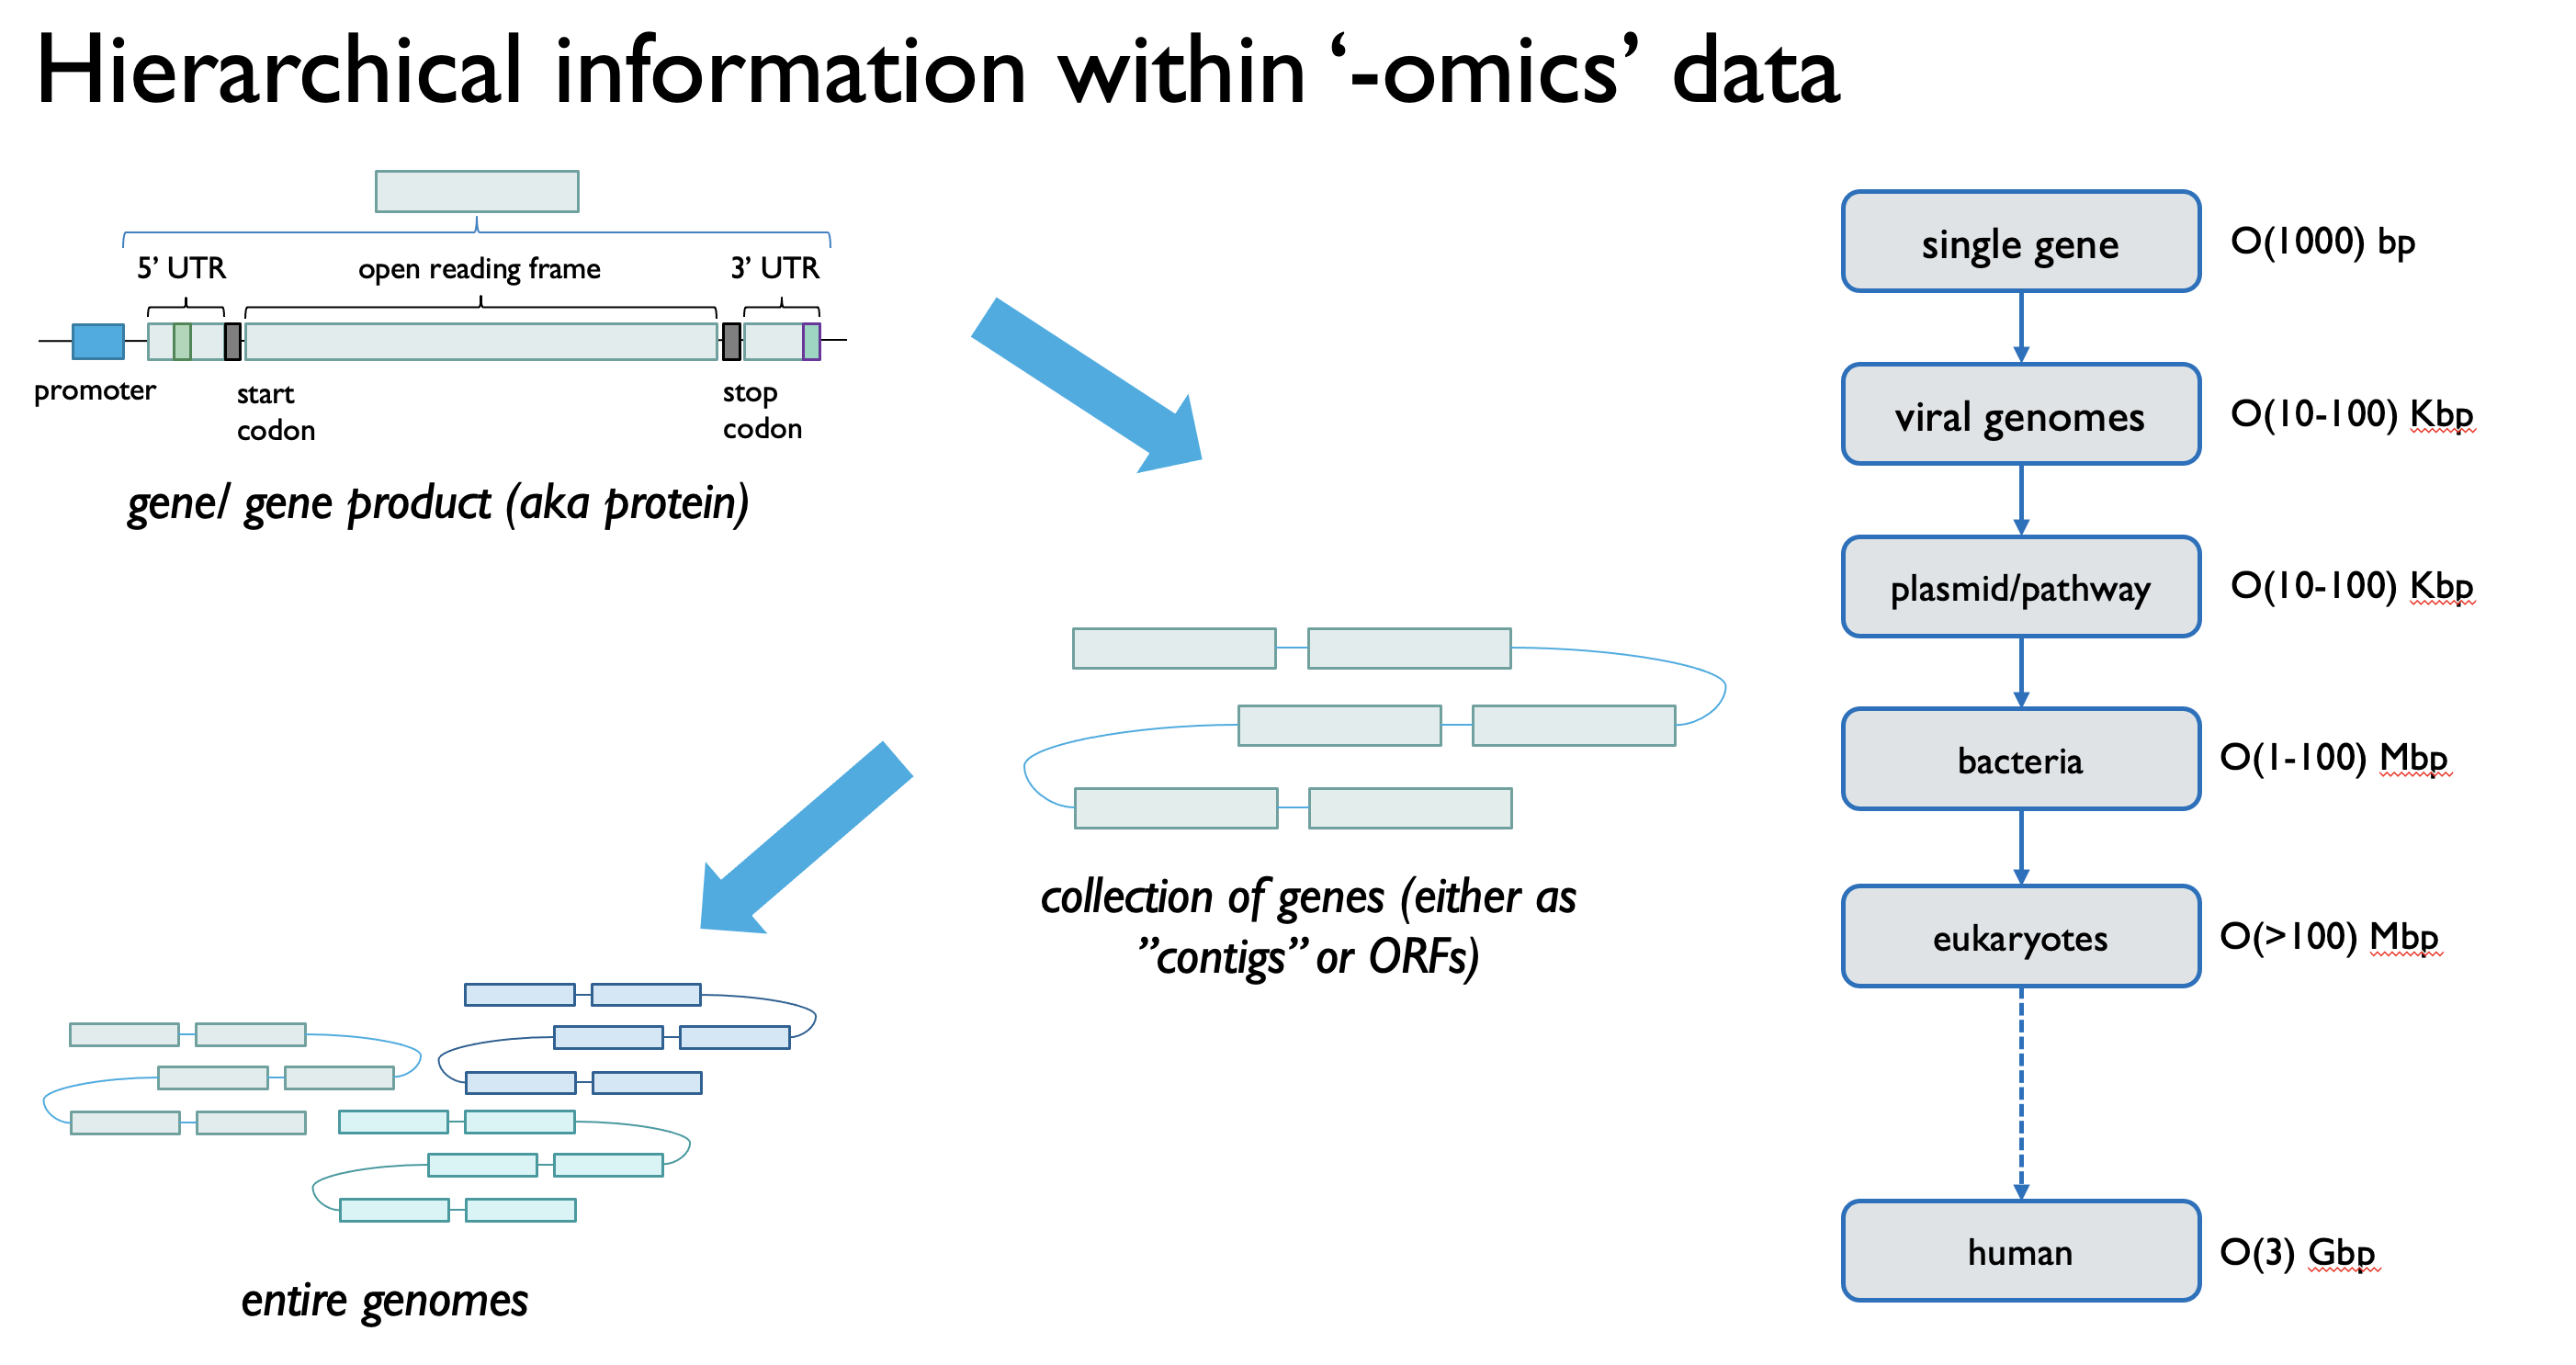 Hierarchical information within ‘-omics’ data
5’ UTR
open reading frame
3’ UTR
promoter
start
codon
stop
codon
gene/ gene product (aka protein)
collection of genes (either as
”contigs” or ORFs)
entire genomes
single gene
O(1000) bp
viral genomes
O(10-100) Kbp
plasmid/pathway
O(10-100) Kbp
bacteria
O(1-100) Mbp
eukaryotes
O(>100) Mbp
human
O(3) Gbp